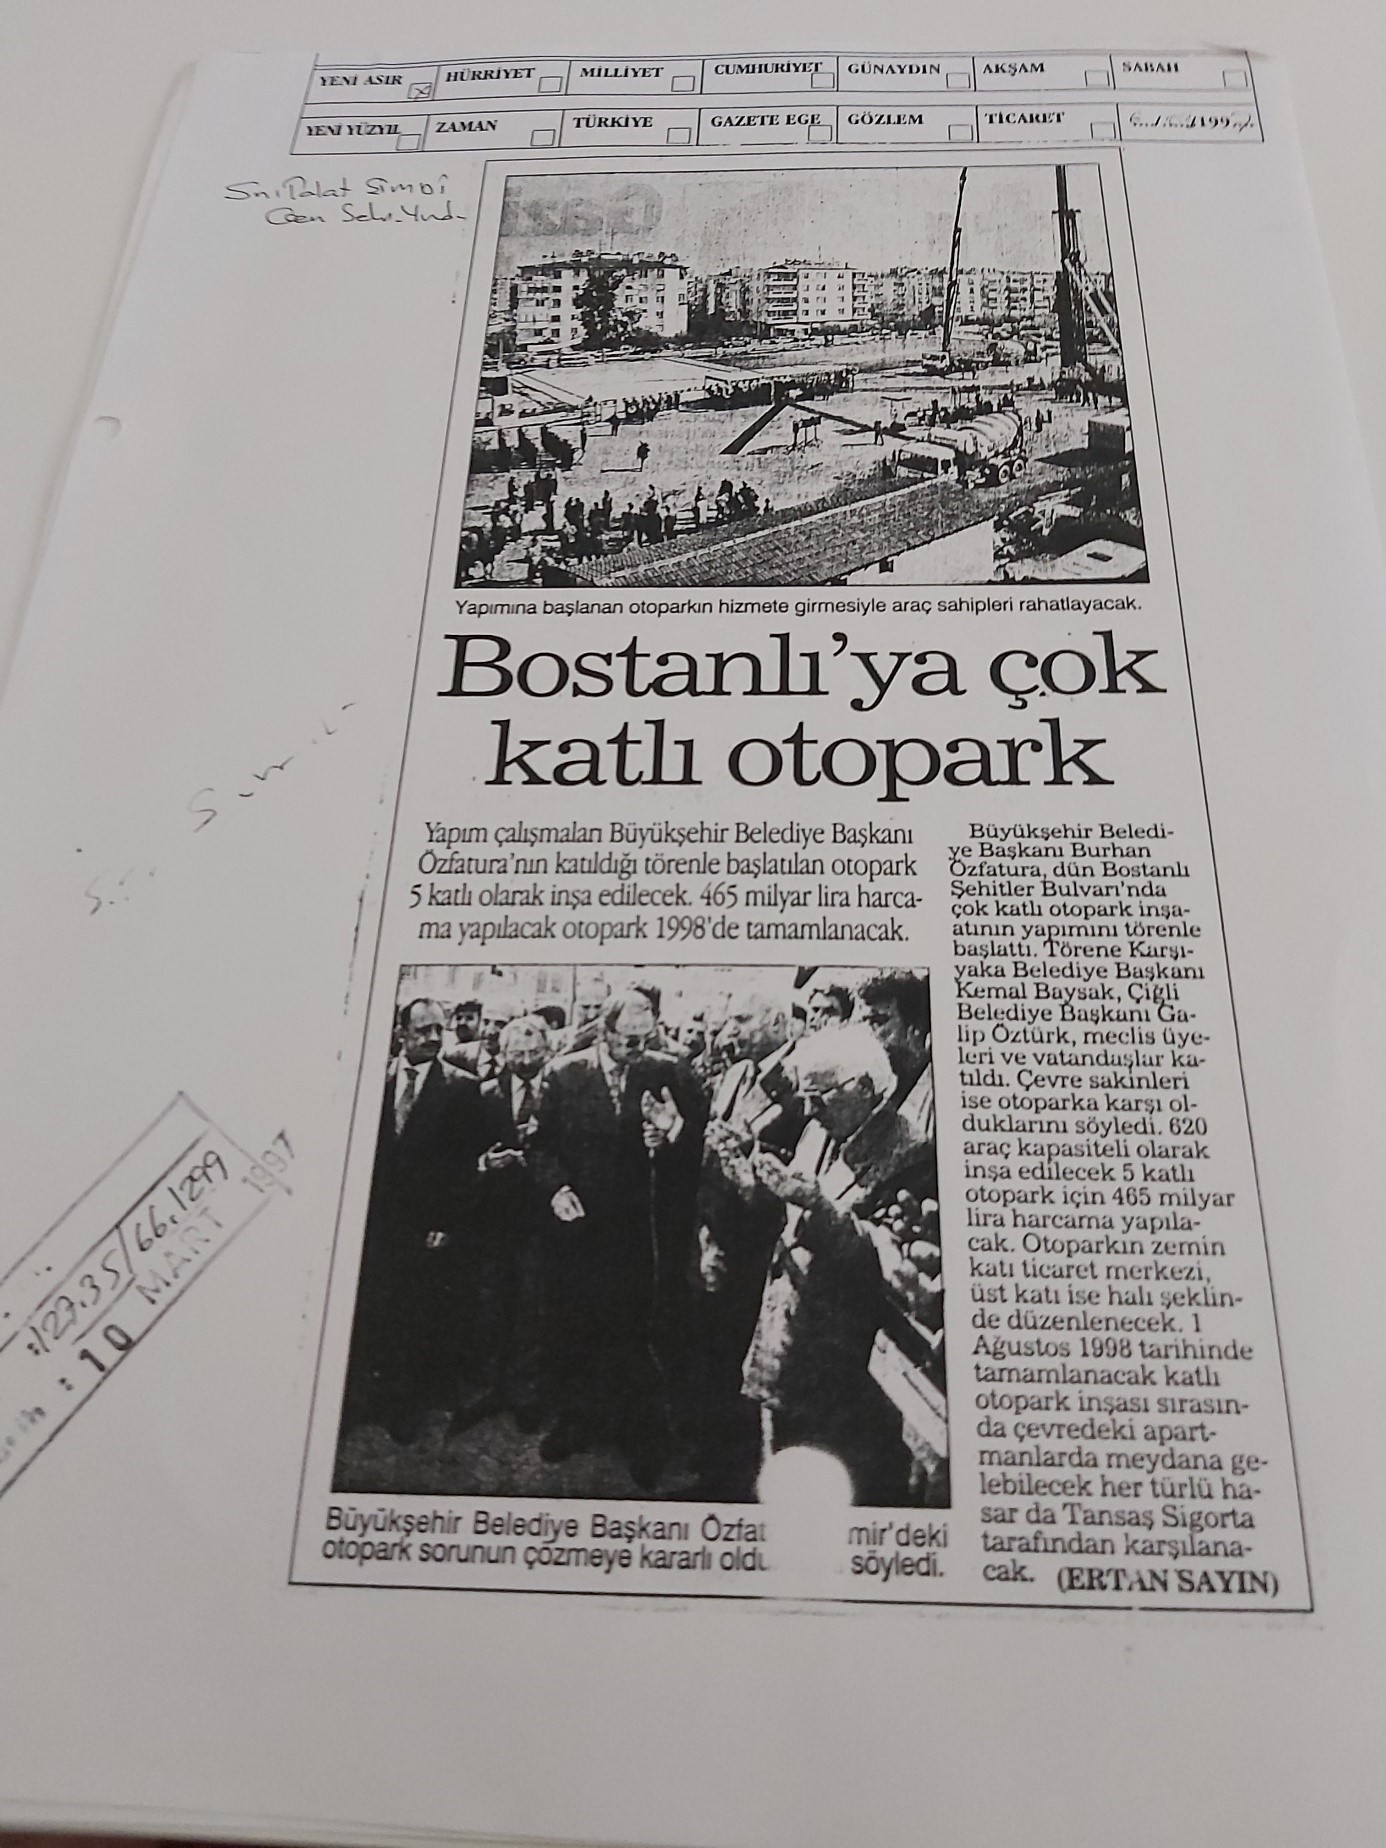 YENİ ASIR HÜRRİYET MİLLİYET CUMHURİYET GÜNAYDIN AKŞAM SABAH
YENİ YÜZYIL ZAMAN TÜRKİYE GAZETE EGE GÖZLEM TİCARET
Yapımına başlanan otoparkın hizmete girmesiyle araç sahipleri rahatlayacak.
Bostanlı'ya çok
katlı otopark
Yapım çalışmaları Büyükşehir Belediye Başkanı
Özfatura'nın katıldığı törenle başlatılan otopark
5 katlı olarak inşa edilecek. 465 milyar lira harca-
ma yapılacak otopark 1998'de tamamlanacak.
Büyükşehir Belediye Başkanı Özfat mir'deki
otopark sorunun çözmeye kararlı oldu söyledi.
Büyükşehir Beledi-
ye Başkanı Burhan
Özfatura, dün Bostanlı
Şehitler Bulvarı'nda
çok katlı otopark inşa-
atının yapımını törenle
başlattı. Törene Karşı-
yaka Belediye Başkanı
Kemal Baysak, Çiğli
Belediye Başkanı Ga-
lip Öztürk, meclis üye-
leri ve vatandaşlar ka-
tıldı. Çevre sakinleri
ise otoparka karşı ol-
duklarını söyledi. 620
araç kapasiteli olarak
inşa edilecek 5 katlı
otopark için 465 milyar
lira harcama yapıla-
cak. Otoparkın zemin
katı ticaret merkezi,
üst katı ise halı şeklin-
de düzenlenecek. 1
Ağustos 1998 tarihinde
tamamlanacak katlı
otopark inşası sırasın-
da çevredeki apart-
manlarda meydana ge-
lebilecek her türlü ha-
sar da Tansaş Sigorta
tarafından karşılana-
cak. (ERTAN SAYIN)
:127.35/66.1299
: 10 MART 1997